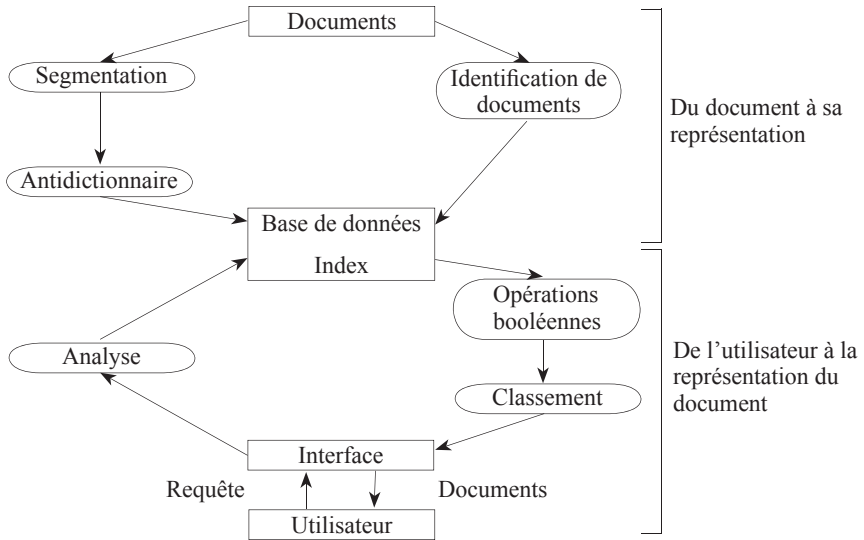 Documents
Segmentation
Identification de
documents
Du document à sa
représentation
Antidictionnaire
Base de données
Index
Opérations
booléennes
Analyse
De l’utilisateur à la
représentation du
document
Classement
Interface
Requête
Documents
Utilisateur